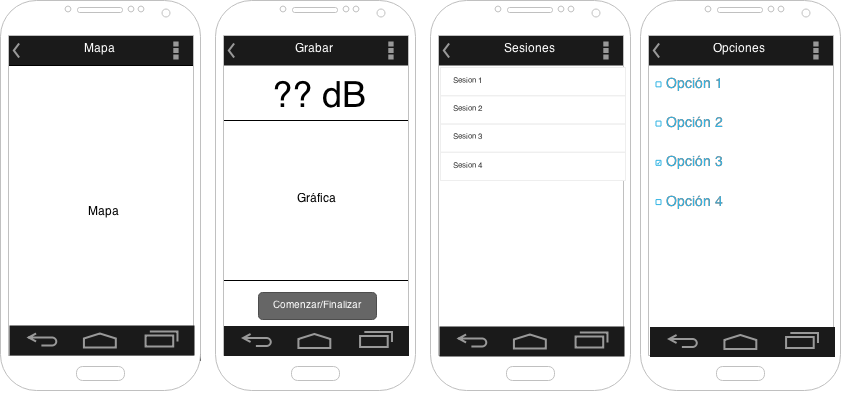 Mapa
Mapa
Grabar
?? dB
Gráfica
Comenzar/Finalizar
Sesiones
Sesion 1
Sesion 2
Sesion 3
Sesion 4
Opciones
Opción 1
Opción 2
Opción 3
Opción 4